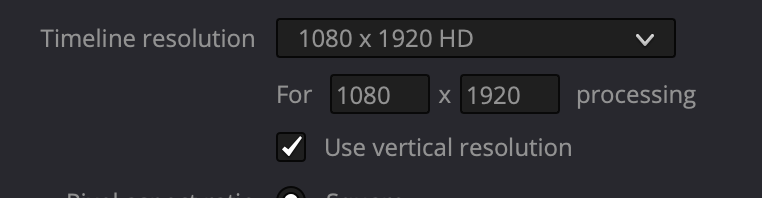 Timeline resolution 1080 x 1920 HD
For 1080 x 1920 processing
Use vertical resolution